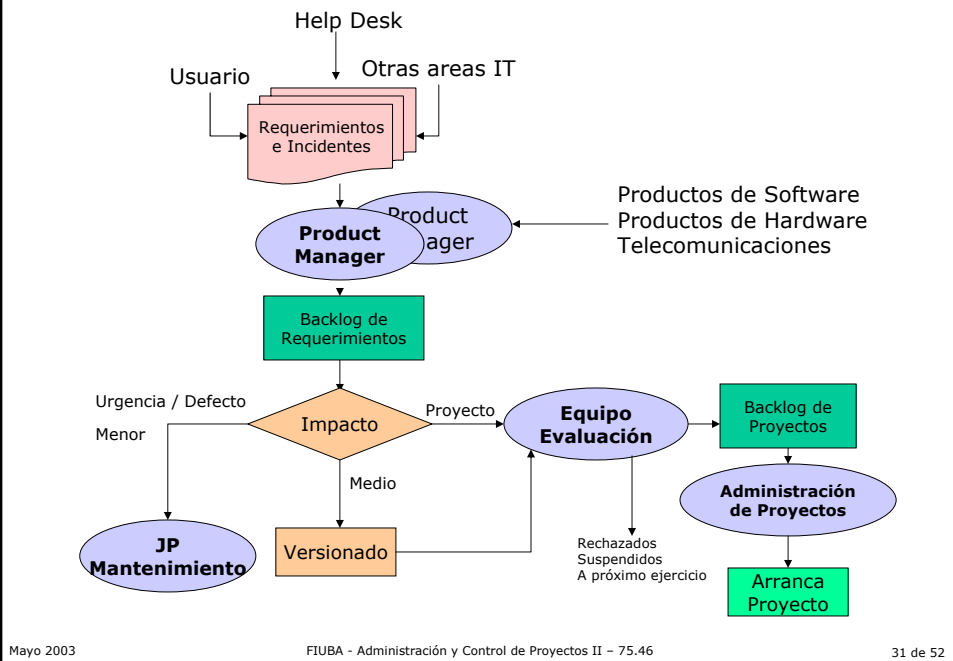 Help Desk
Usuario
Otras areas IT
Requerimientos
e Incidentes
Product
Manager
Product
ager
Productos de Software
Productos de Hardware
Telecomunicaciones
Backlog de
Requerimientos
Urgencia / Defecto
Menor
Impacto
Proyecto
Equipo
Evaluación
Backlog de
Proyectos
Medio
Administración
de Proyectos
JP
Mantenimiento
Versionado
Rechazados
Suspendidos
A próximo ejercicio
Arranca
Proyecto
Mayo 2003
FIUBA - Administración y Control de Proyectos II – 75.46
31 de 52